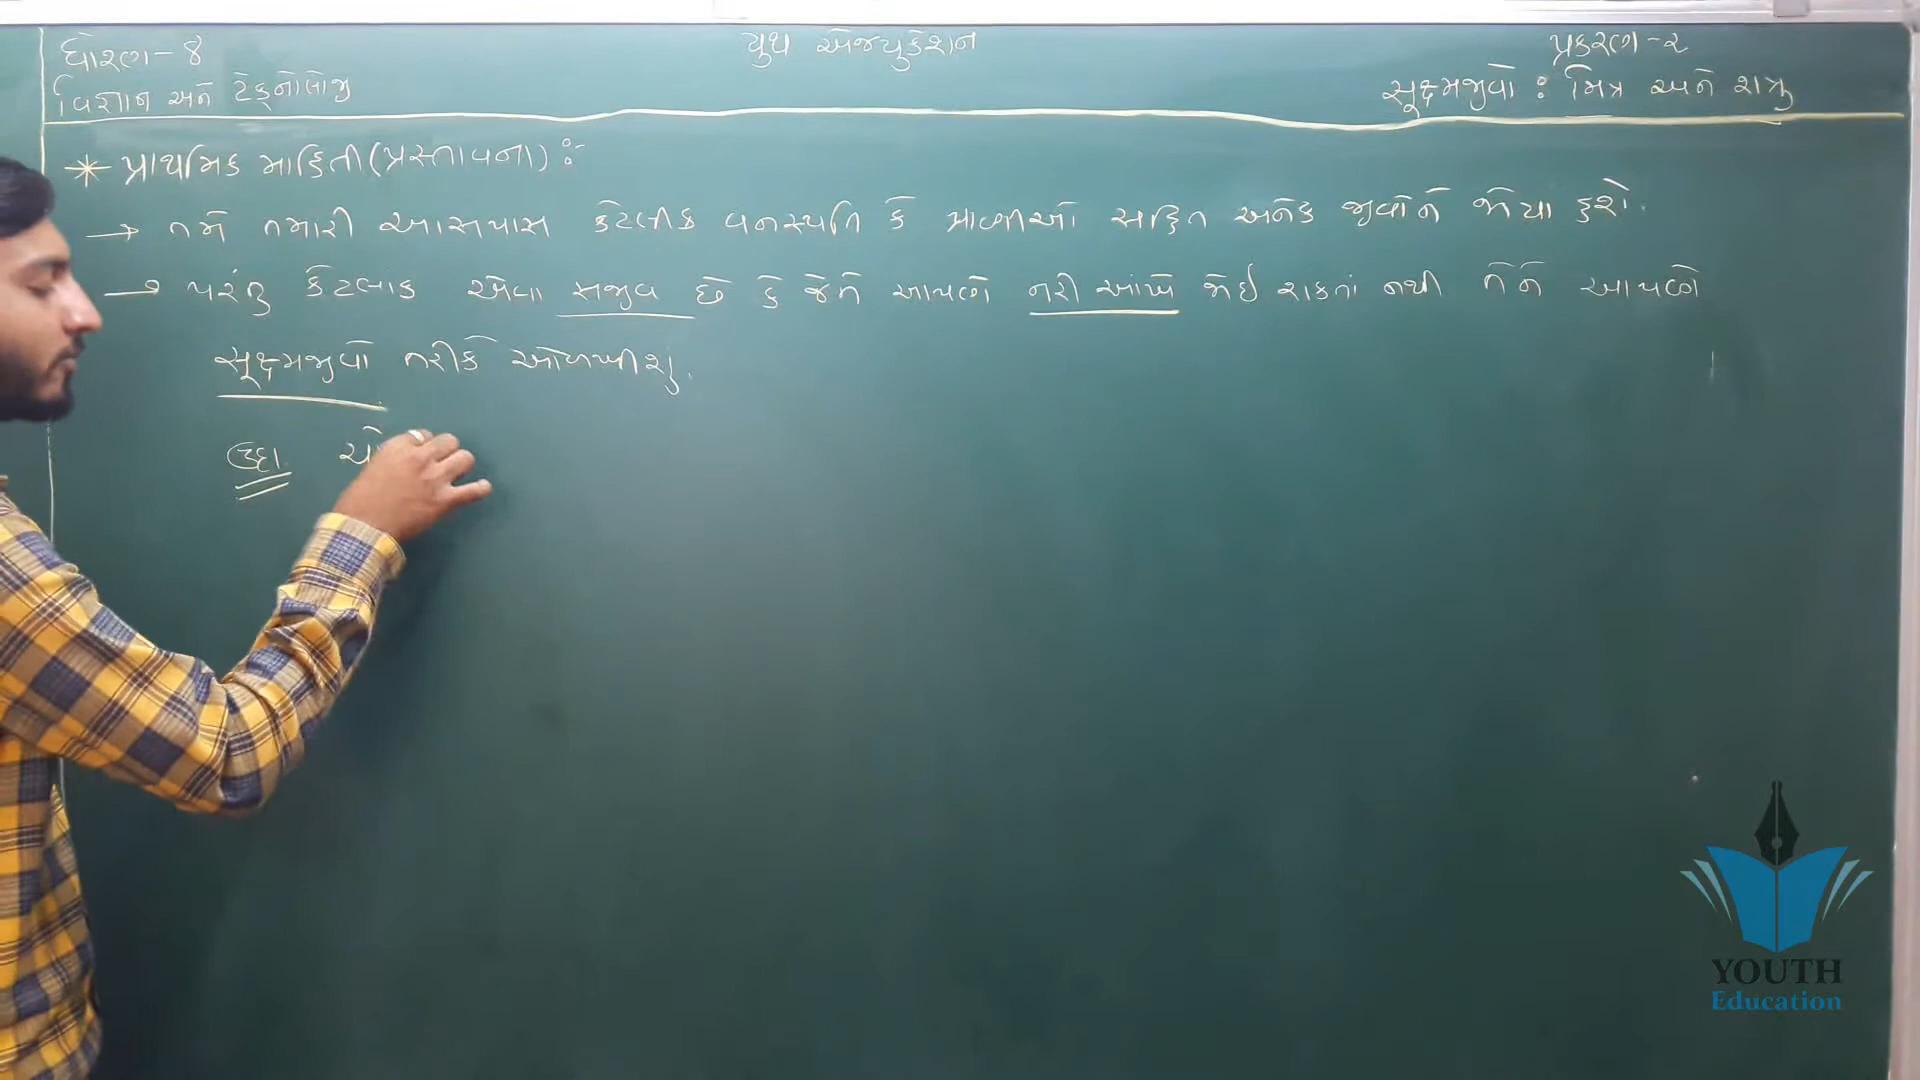 ધોરણ-8
વિજ્ઞાન અને ટેક્નોલોજી
યુથ એજ્યુકેશન
પ્રકરણ-૨
સૂક્ષ્મજીવો : મિત્ર અને શત્રુ
* પ્રાથમિક માહિતી (પ્રસ્તાવના) :-
→ તમે તમારી આસપાસ કેટલીક વનસ્પતિ કે પ્રાણીઓ સહિત અનેક જીવોને જોયા હશે.
→ પરંતુ કેટલાક એવા સજીવ છે કે જેને આપણે નરી આંખે જોઈ શકતાં નથી તેને આપણે
સૂક્ષ્મજીવો તરીકે ઓળખીશું.
ઉદા.
YOUTH
Education